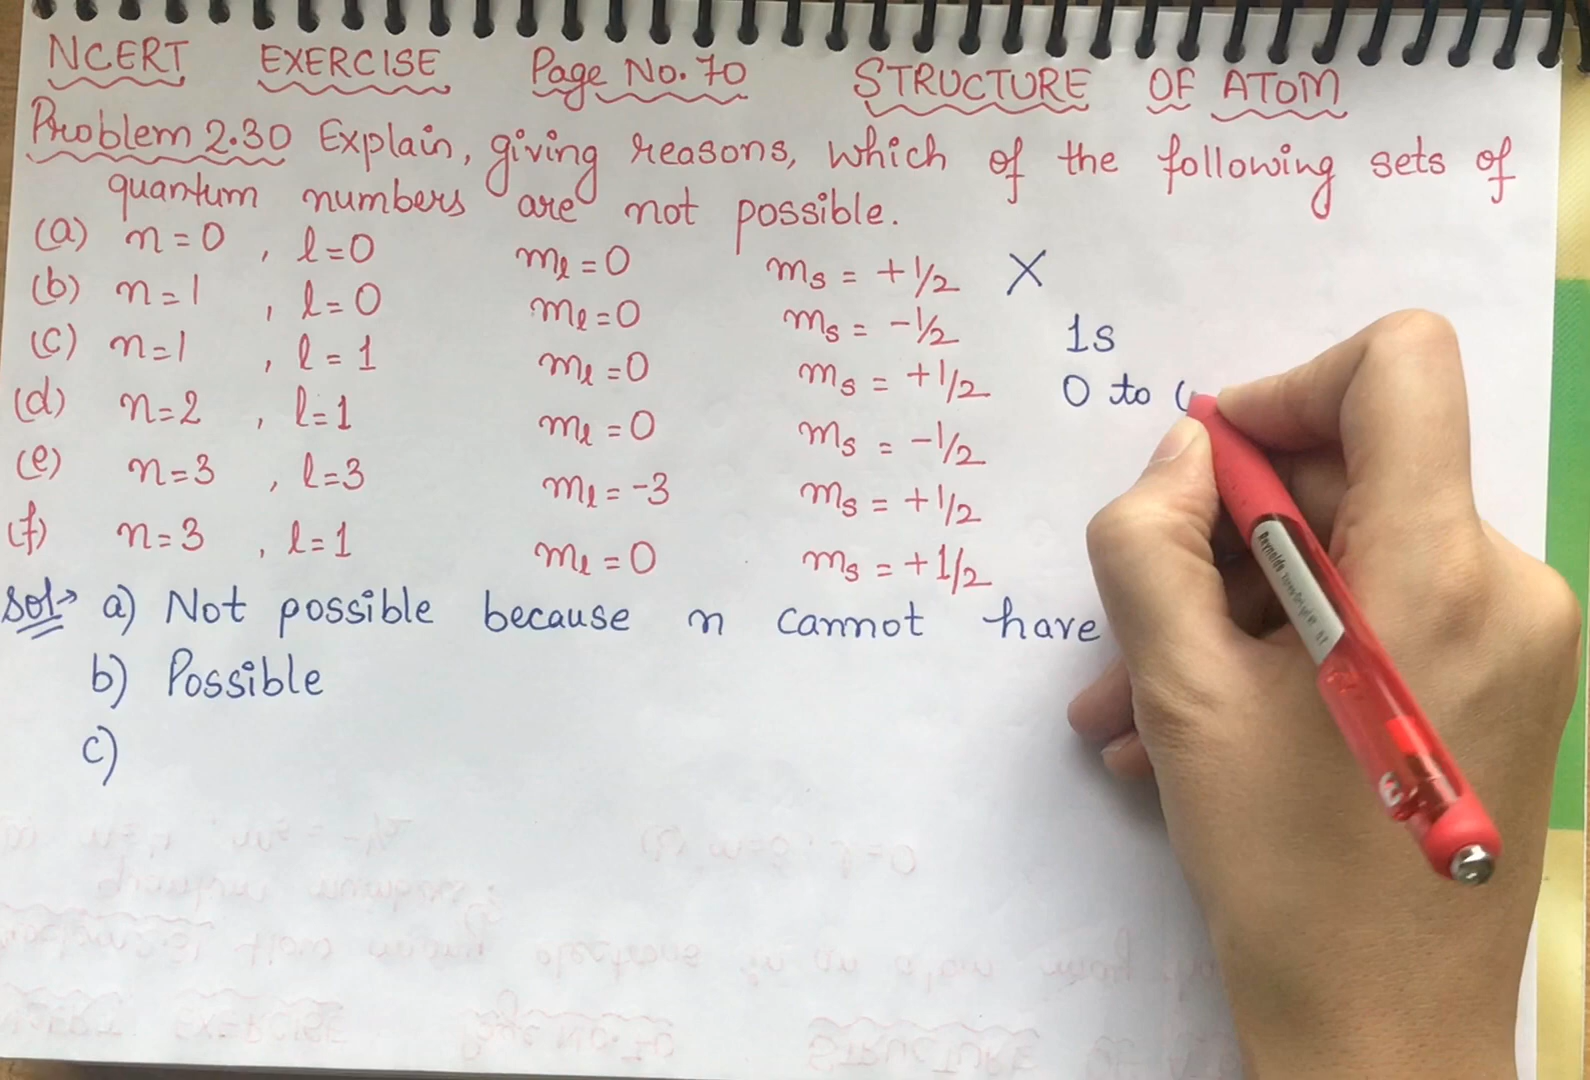 NCERT EXERCISE Page No. 70 STRUCTURE OF ATOM
Problem 2.30 Explain, giving reasons, which of the following sets of
quantum numbers are not possible.
(a) n=0 , l=0 mₗ=0 mₛ = +1/2 X
(b) n=1 , l=0 mₗ=0 mₛ = -1/2 1s
(c) n=1 , l=1 mₗ=0 mₛ = +1/2 0 to (
(d) n=2 , l=1 mₗ=0 mₛ = -1/2
(e) n=3 , l=3 mₗ=-3 mₛ = +1/2
(f) n=3 , l=1 mₗ=0 mₛ = +1/2
Sol→ a) Not possible because n cannot have
b) Possible
c)
Reynolds